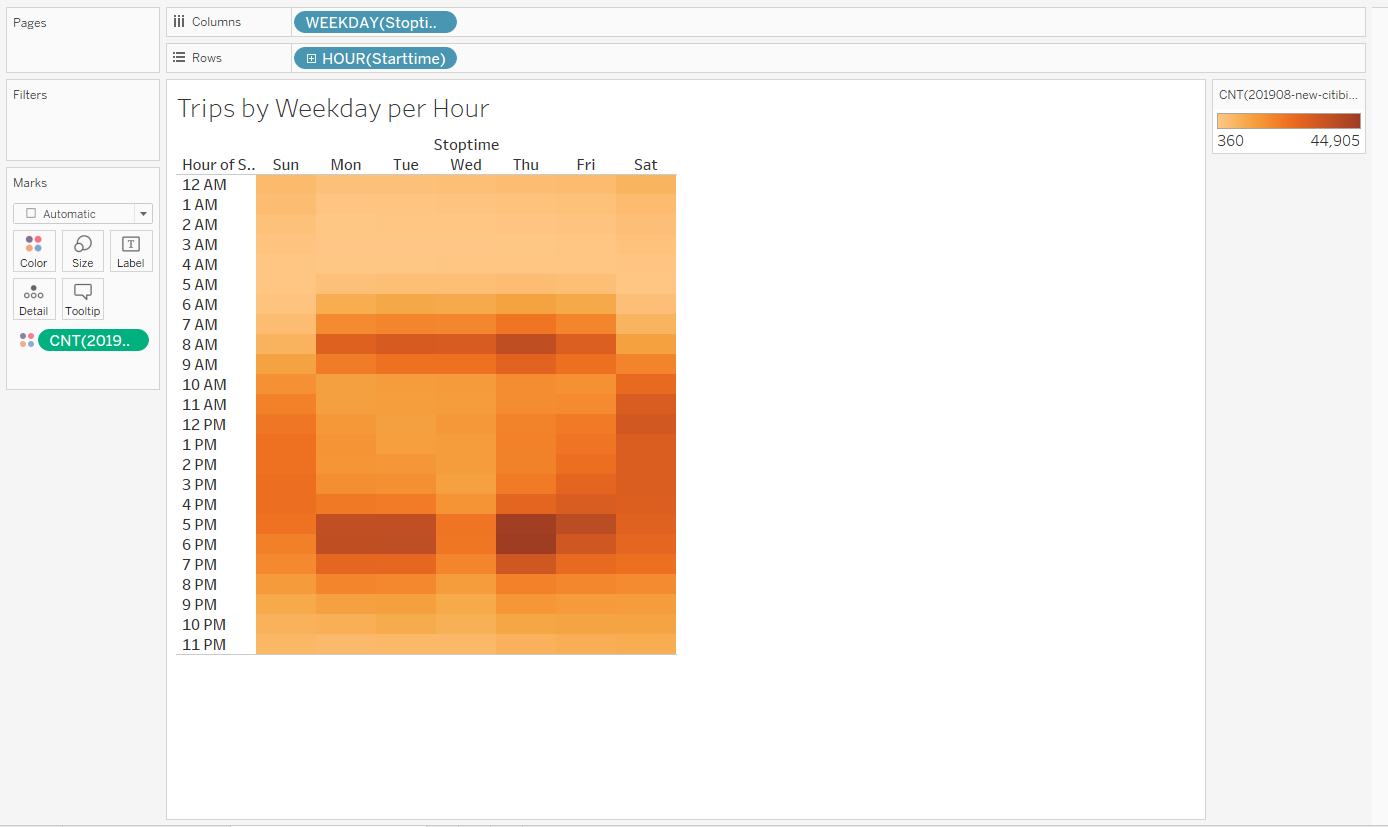 Pages
Columns
WEEKDAY(Stopti..
Rows
HOUR(Starttime)
Filters
Marks
Automatic
Color
Size
T
Label
Detail
Tooltip
CNT(2019..
Trips by Weekday per Hour
Stoptime
Hour of S.. Sun Mon Tue Wed Thu Fri Sat
12 AM
1 AM
2 AM
3 AM
4 AM
5 AM
6 AM
7 AM
8 AM
9 AM
10 AM
11 AM
12 PM
1 PM
2 PM
3 PM
4 PM
5 PM
6 PM
7 PM
8 PM
9 PM
10 PM
11 PM
CNT(201908-new-citibi...
360 44,905